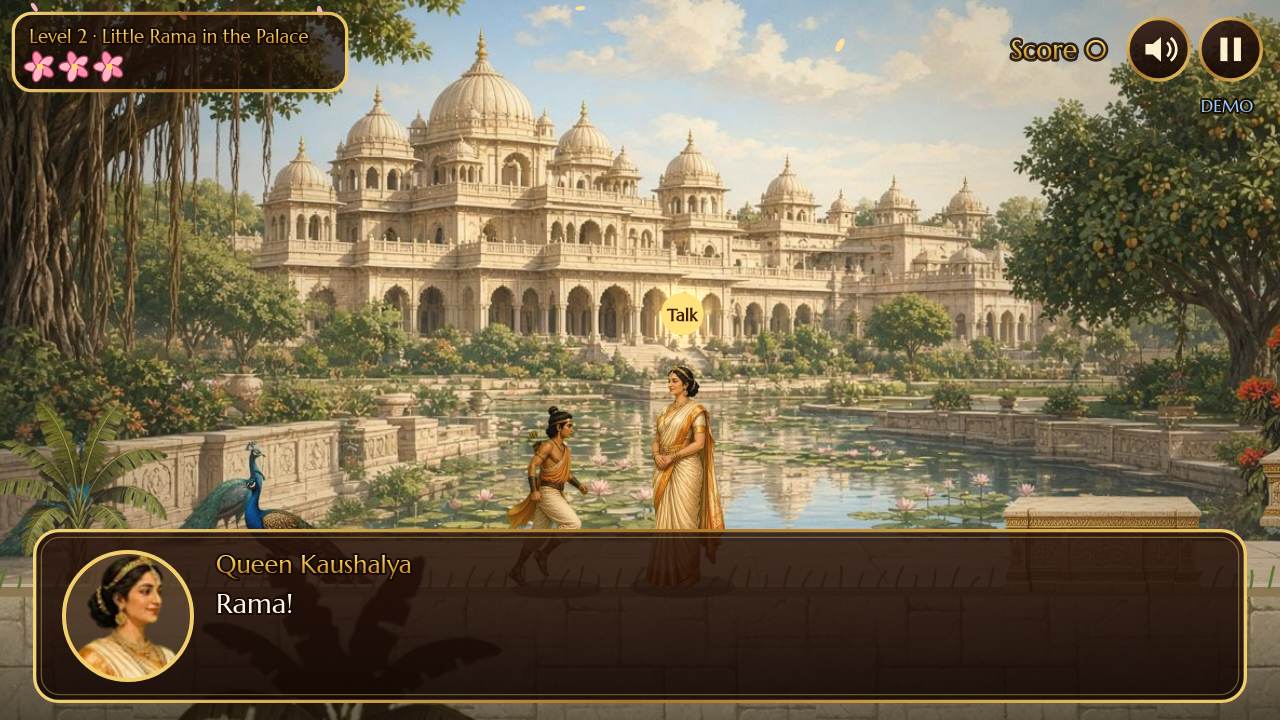 Level 2 · Little Rama in the Palace
Score 0
DEMO
Talk
Queen Kaushalya
Rama!